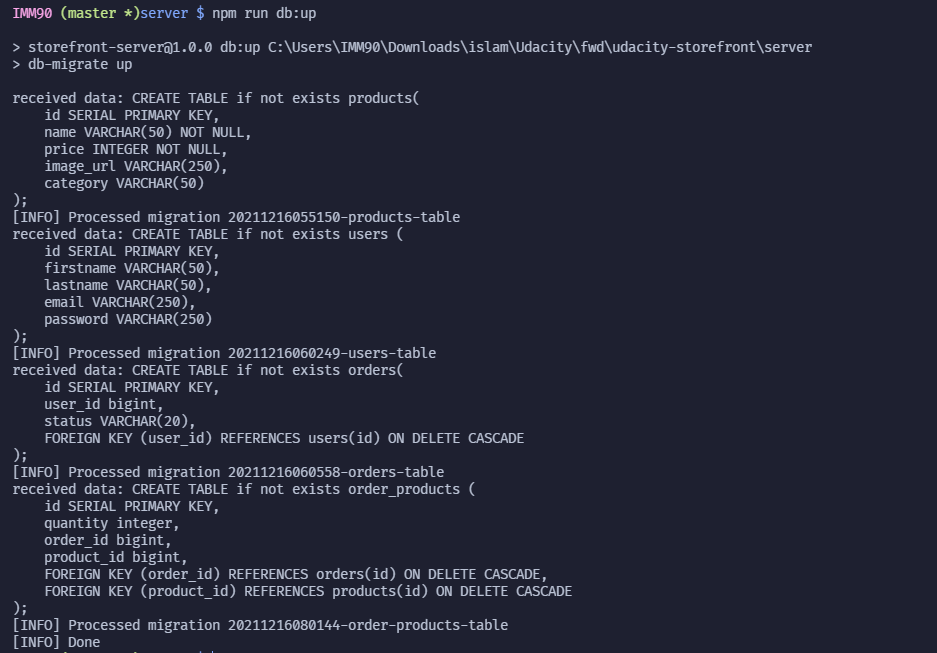 IMM90 (master *)server $ npm run db:up
> storefront-server@1.0.0 db:up C:\Users\IMM90\Downloads\islam\Udacity\fwd\udacity-storefront\server
> db-migrate up
received data: CREATE TABLE if not exists products(
    id SERIAL PRIMARY KEY,
    name VARCHAR(50) NOT NULL,
    price INTEGER NOT NULL,
    image_url VARCHAR(250),
    category VARCHAR(50)
);
[INFO] Processed migration 20211216055150-products-table
received data: CREATE TABLE if not exists users (
    id SERIAL PRIMARY KEY,
    firstname VARCHAR(50),
    lastname VARCHAR(50),
    email VARCHAR(250),
    password VARCHAR(250)
);
[INFO] Processed migration 20211216060249-users-table
received data: CREATE TABLE if not exists orders(
    id SERIAL PRIMARY KEY,
    user_id bigint,
    status VARCHAR(20),
    FOREIGN KEY (user_id) REFERENCES users(id) ON DELETE CASCADE
);
[INFO] Processed migration 20211216060558-orders-table
received data: CREATE TABLE if not exists order_products (
    id SERIAL PRIMARY KEY,
    quantity integer,
    order_id bigint,
    product_id bigint,
    FOREIGN KEY (order_id) REFERENCES orders(id) ON DELETE CASCADE,
    FOREIGN KEY (product_id) REFERENCES products(id) ON DELETE CASCADE
);
[INFO] Processed migration 20211216080144-order-products-table
[INFO] Done